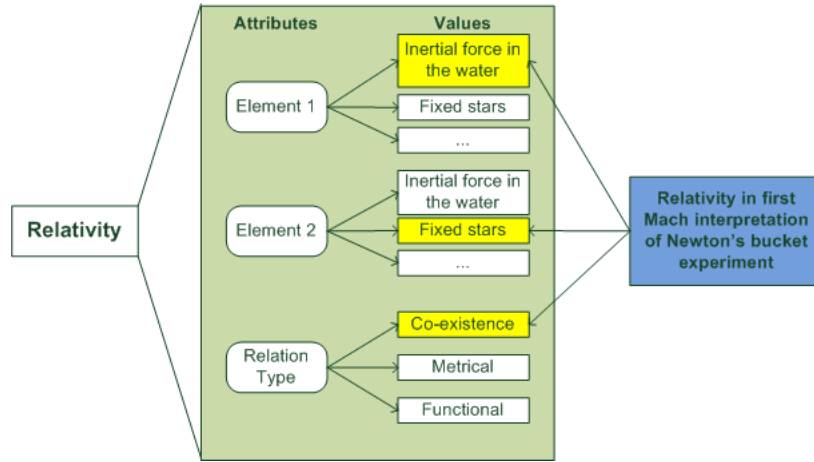 Attributes
Values
Inertial force in
the water
Element 1
Fixed stars
...
Inertial force in
the water
Relativity
Element 2
Fixed stars
...
Relativity in first
Mach interpretation
of Newton's bucket
experiment
Co-existence
Relation
Type
Metrical
Functional